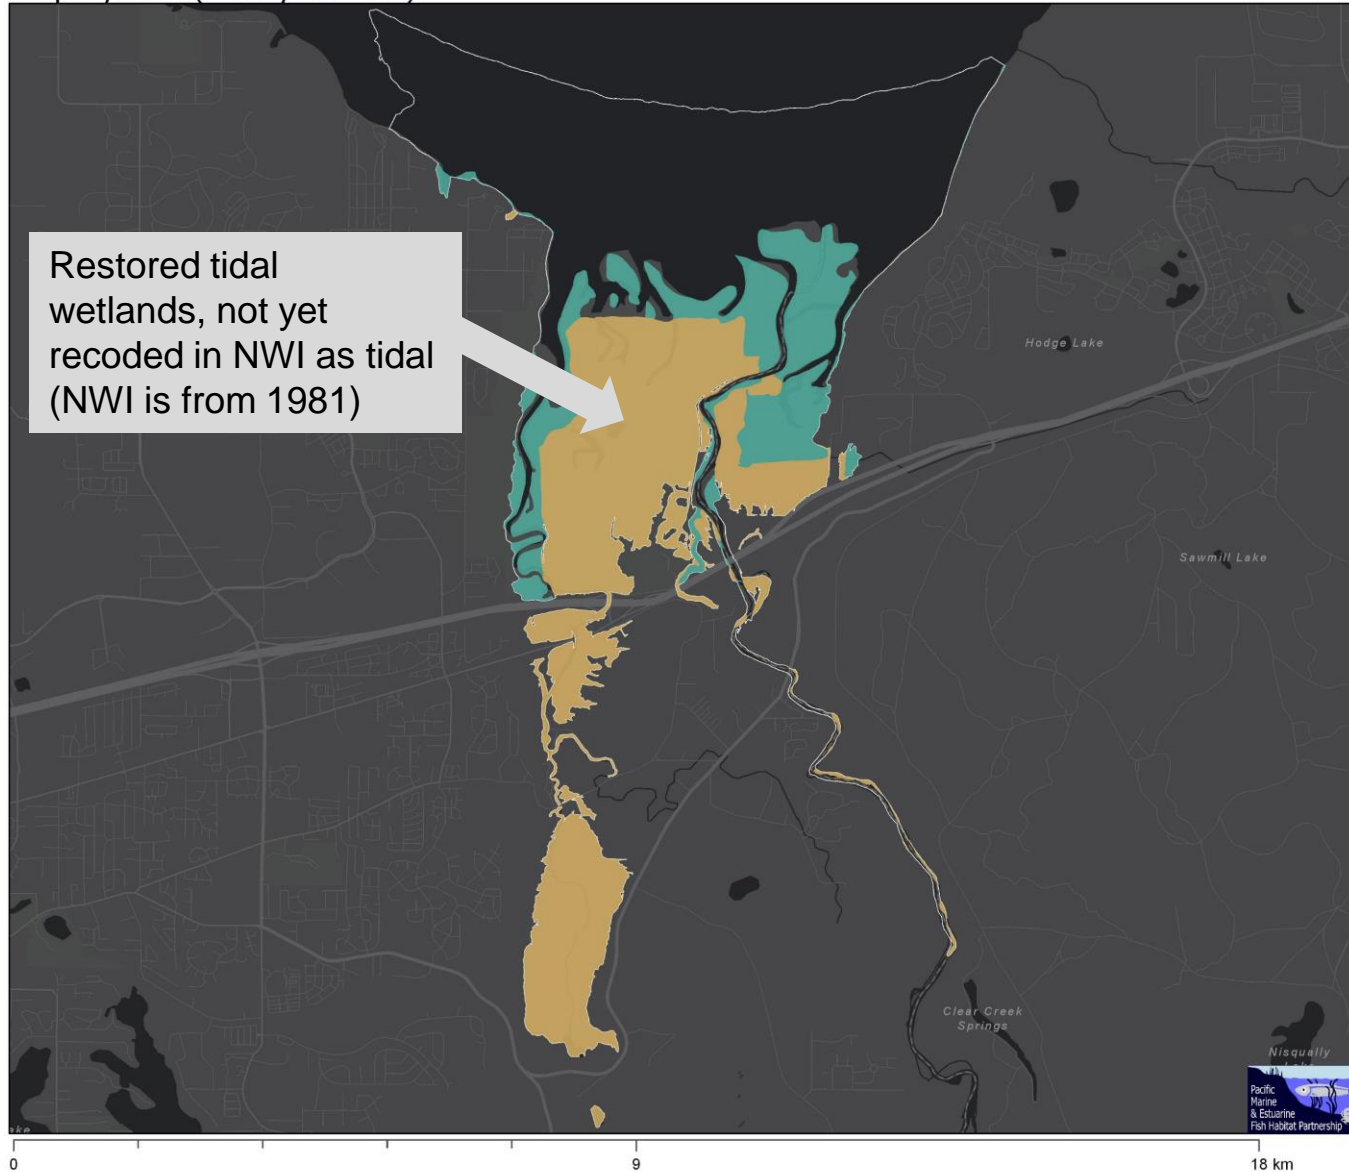 Restored tidal
wetlands, not yet
recoded in NWI as tidal
(NWI is from 1981)
Hodge Lake
Sawmill Lake
Clear Creek
Springs
Nisqually
Pacific
Marine
& Estuarine
Fish Habitat Partnership
0
9
18 km